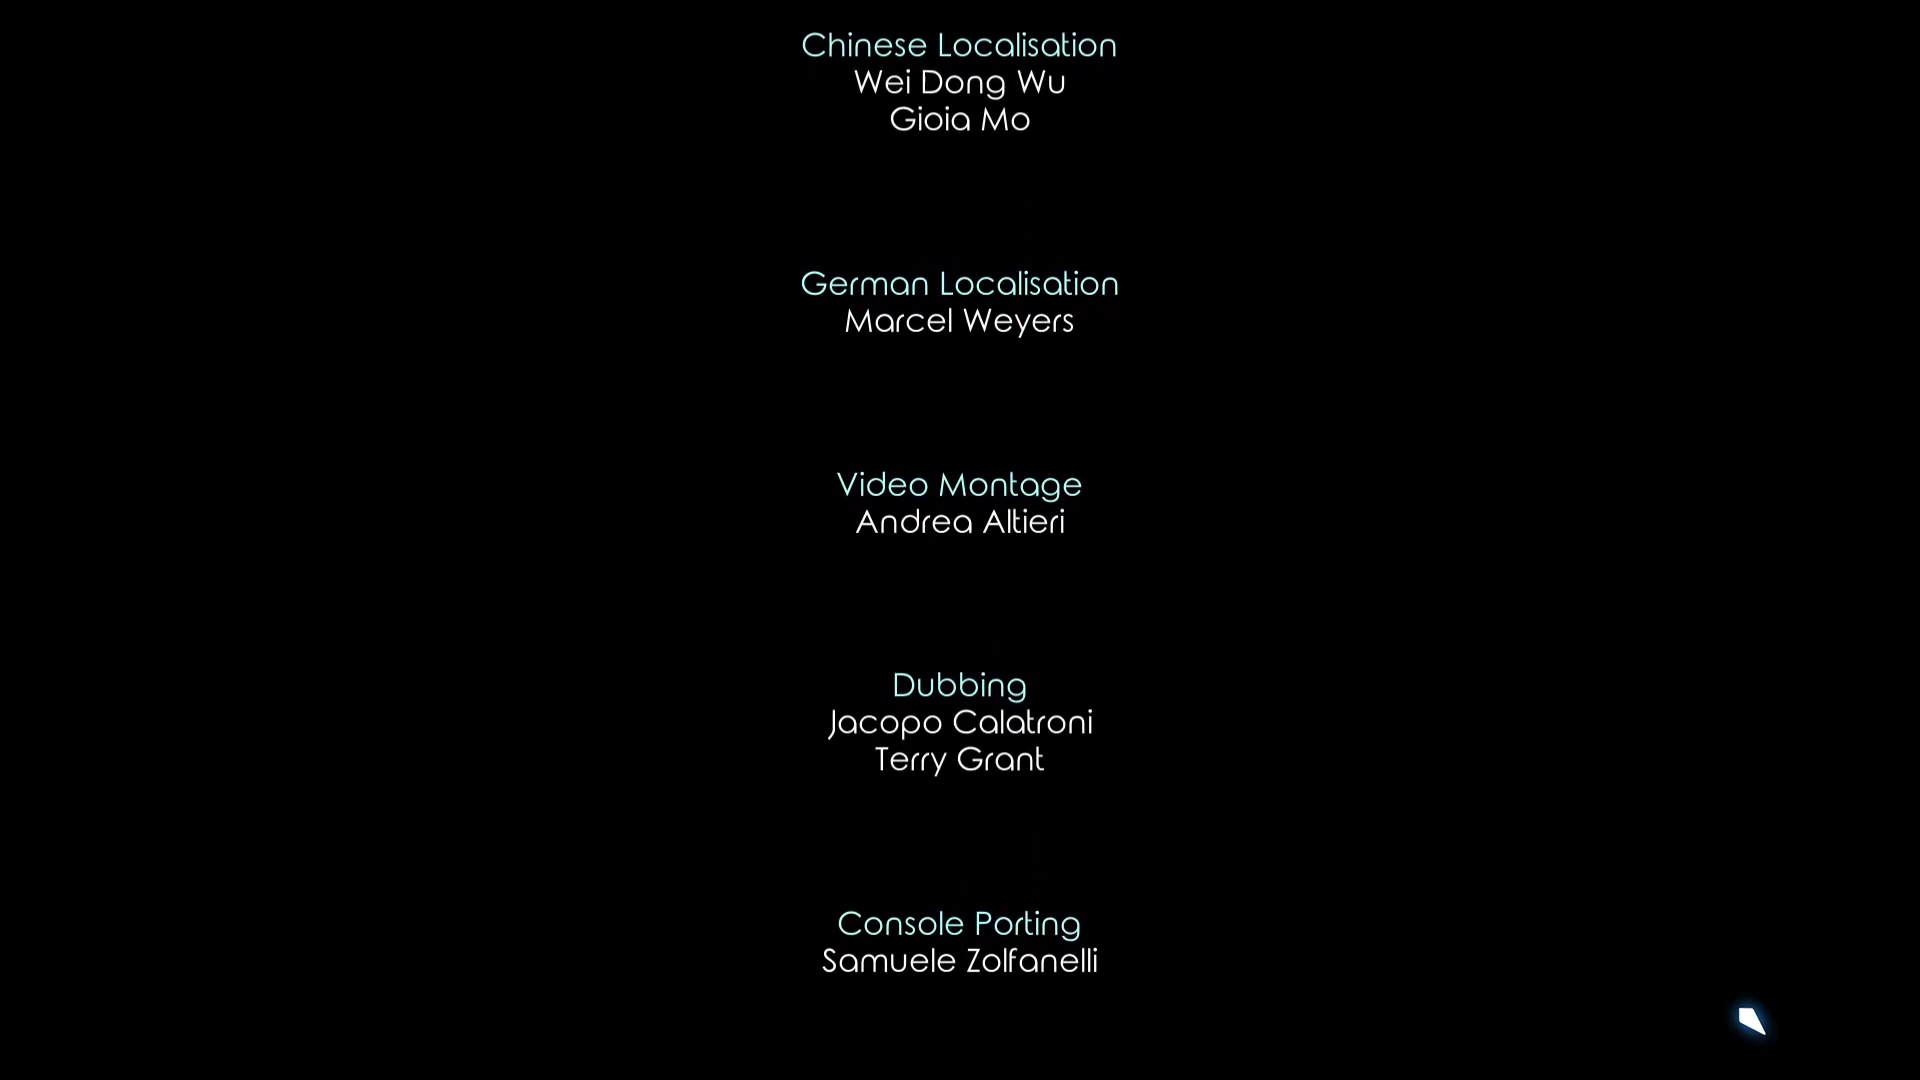 Chinese Localisation
Wei Dong Wu
Gioia Mo
German Localisation
Marcel Weyers
Video Montage
Andrea Altieri
Dubbing
Jacopo Calatroni
Terry Grant
Console Porting
Samuele Zolfanelli